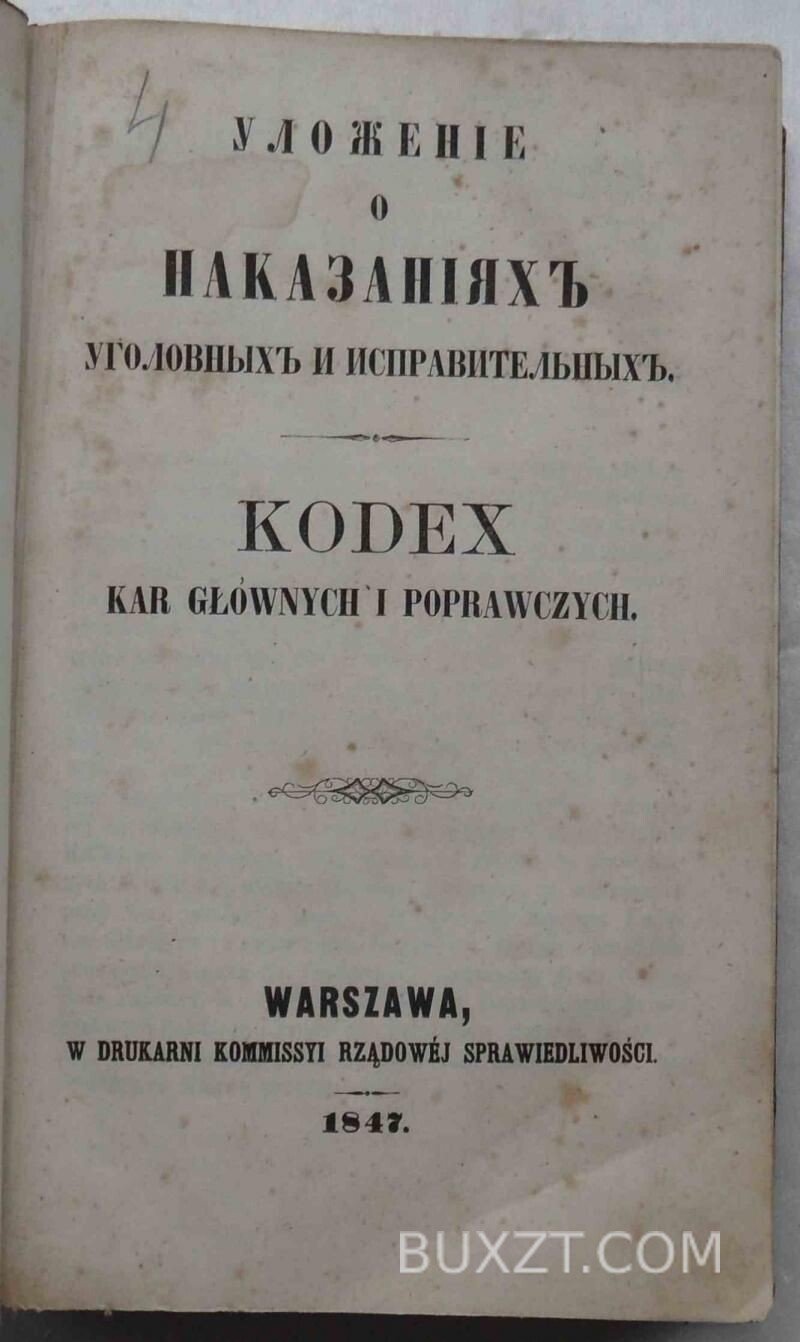 4
УЛОЖЕНІЕ
О
НАКАЗАНІЯХЪ
УГОЛОВНЫХЪ И ИСПРАВИТЕЛЬНЫХЪ.
KODEX
KAR GŁÓWNYCH I POPRAWCZYCH.
WARSZAWA,
W DRUKARNI KOMMISSYI RZĄDOWÉJ SPRAWIEDLIWOŚCI.
1847.
BUXZT.COM